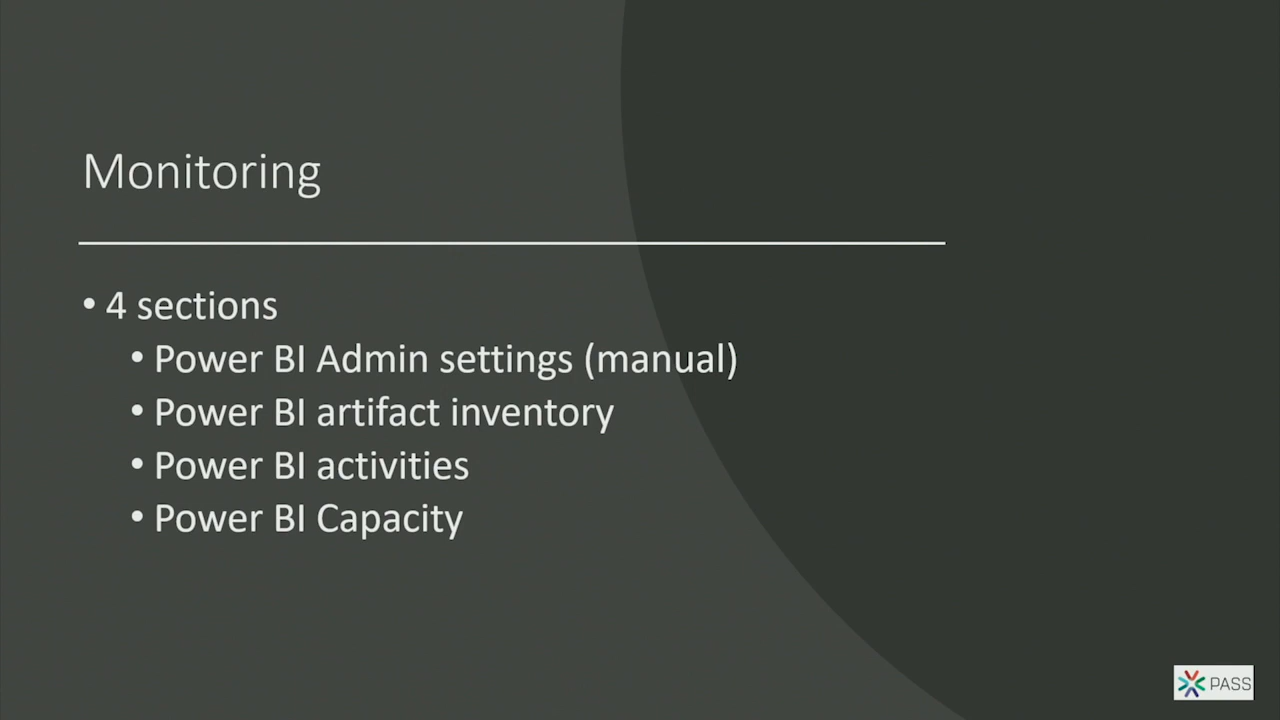 Monitoring
• 4 sections
• Power BI Admin settings (manual)
• Power BI artifact inventory
• Power BI activities
• Power BI Capacity
PASS